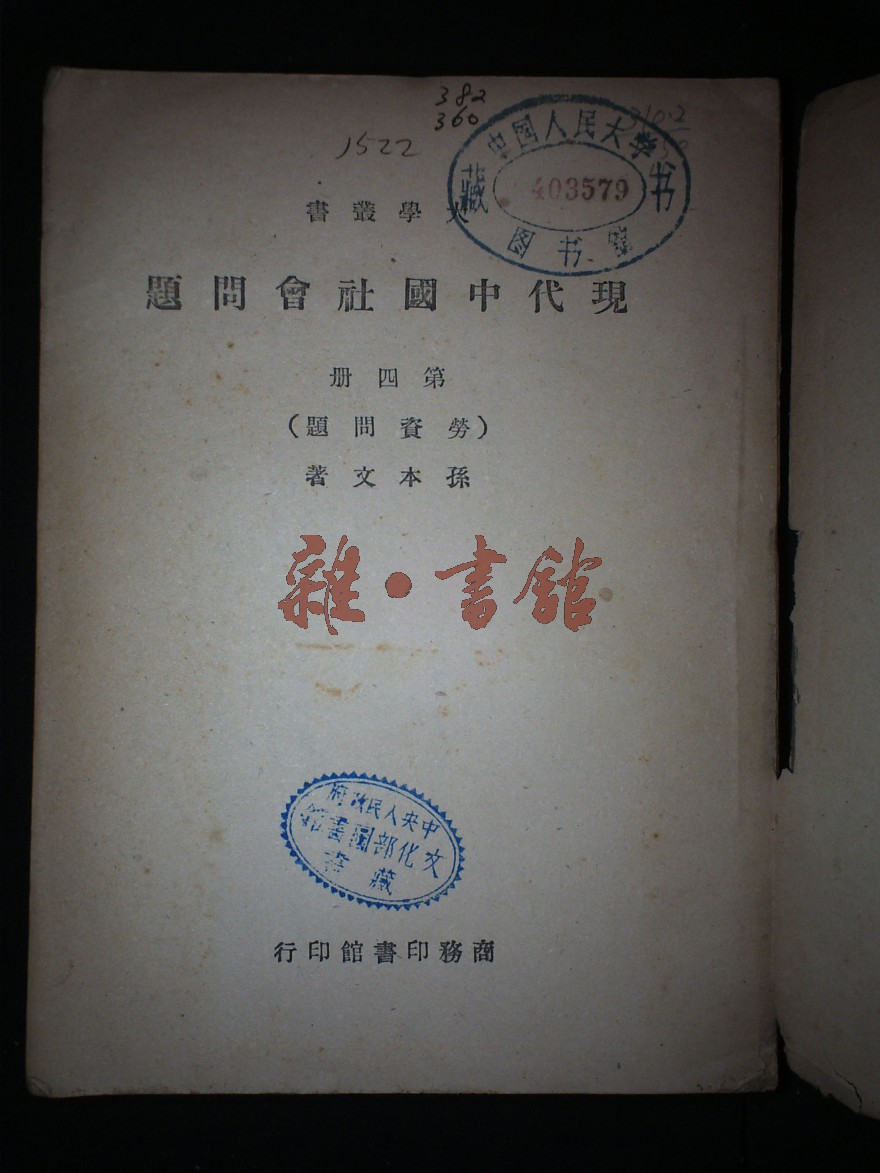 382
360
1522
中国人民大学
藏 403579 书
图书館
大學叢書
現代中國社會問題
第四册
（勞資問題）
孫本文著
雜·書館
中央人民政府
文化部圖書館
藏書
商務印書館印行